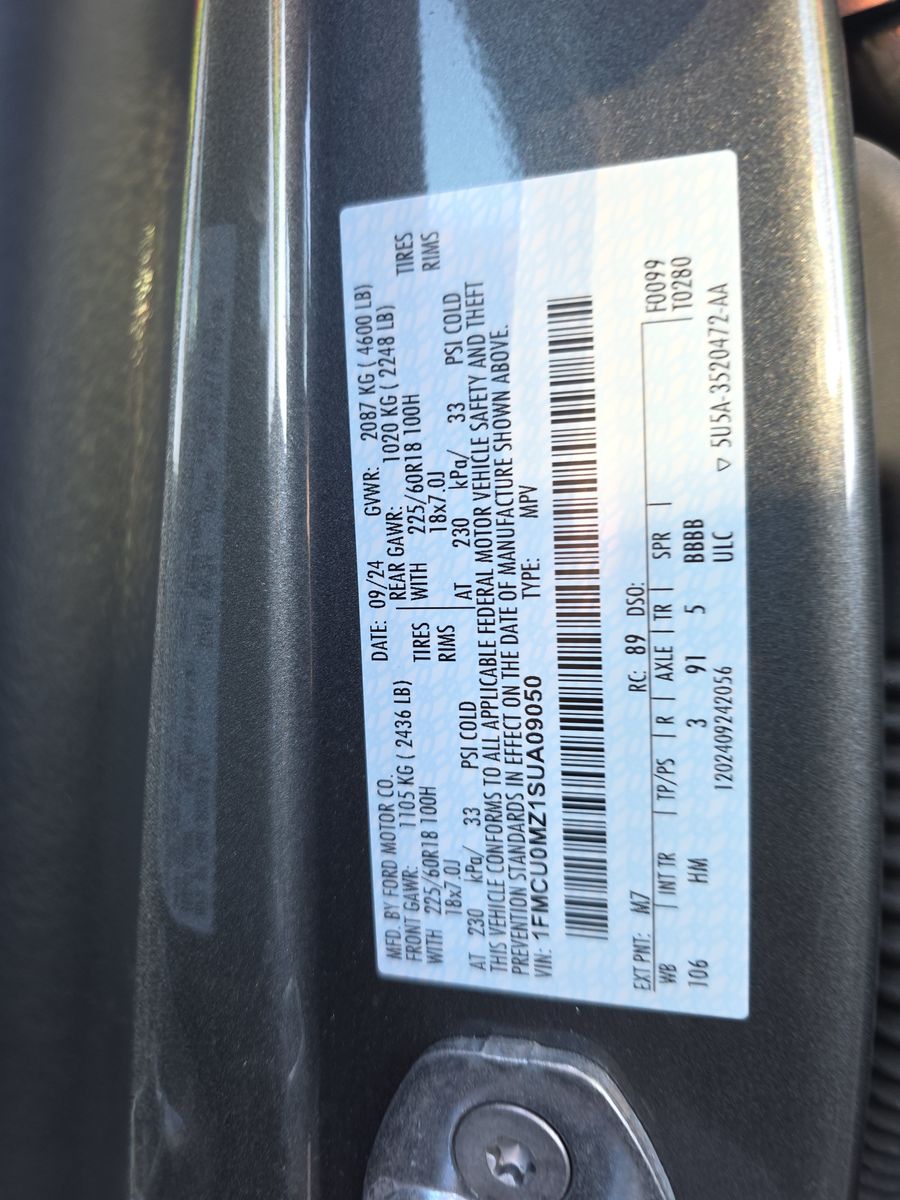 MFD. BY FORD MOTOR CO. DATE: 09/24 GVWR: 2087 KG ( 4600 LB)
FRONT GAWR: 1105 KG ( 2436 LB) REAR GAWR: 1020 KG ( 2248 LB)
WITH 225/60R18 100H TIRES WITH 225/60R18 100H TIRES
18x7.0J RIMS 18x7.0J RIMS
AT 230 kPa/ 33 PSI COLD AT 230 kPa/ 33 PSI COLD
THIS VEHICLE CONFORMS TO ALL APPLICABLE FEDERAL MOTOR VEHICLE SAFETY AND THEFT
PREVENTION STANDARDS IN EFFECT ON THE DATE OF MANUFACTURE SHOWN ABOVE.
VIN: 1FMCU0MZ1SUA09050 TYPE: MPV
EXT PNT: M7 RC: 89 DSO: F0099
WB INT TR TP/PS R AXLE TR SPR T0280
106 HM 3 91 5 BBBB
1202409242056 ULC ▽ 5U5A-3520472-AA